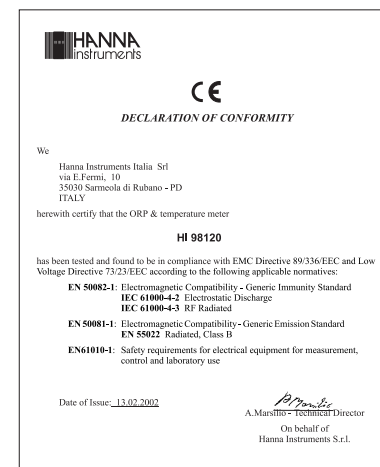 HANNA
instruments
CE
DECLARATION OF CONFORMITY
We
Hanna Instruments Italia Srl
via E.Fermi, 10
35030 Sarmeola di Rubano - PD
ITALY
herewith certify that the ORP & temperature meter
HI 98120
has been tested and found to be in compliance with EMC Directive 89/336/EEC and Low
Voltage Directive 73/23/EEC according to the following applicable normatives:
EN 50082-1: Electromagnetic Compatibility - Generic Immunity Standard
IEC 61000-4-2 Electrostatic Discharge
IEC 61000-4-3 RF Radiated
EN 50081-1: Electromagnetic Compatibility - Generic Emission Standard
EN 55022 Radiated, Class B
EN61010-1: Safety requirements for electrical equipment for measurement,
control and laboratory use
Date of Issue: 13.02.2002
A.Marsilio
A.Marsilio - Technical Director
On behalf of
Hanna Instruments S.r.l.